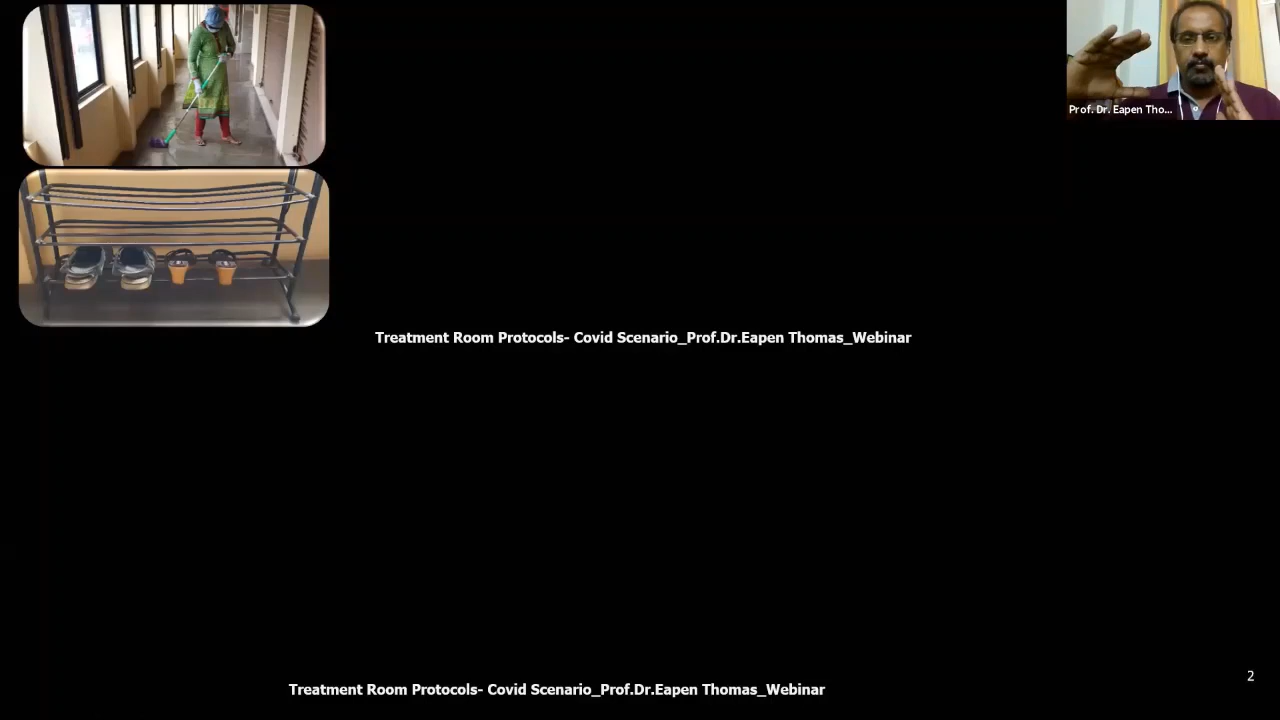 Prof. Dr. Eapen Tho...
Treatment Room Protocols- Covid Scenario_Prof.Dr.Eapen Thomas_Webinar
2
Treatment Room Protocols- Covid Scenario_Prof.Dr.Eapen Thomas_Webinar